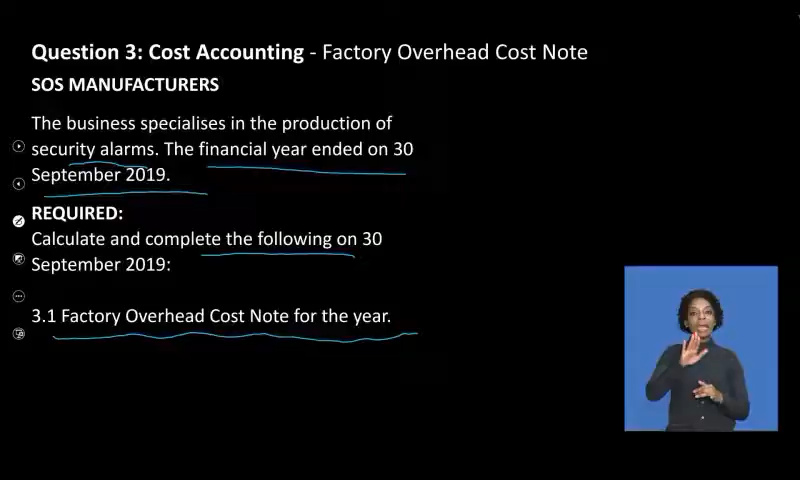 Question 3: Cost Accounting - Factory Overhead Cost Note
SOS MANUFACTURERS
The business specialises in the production of
security alarms. The financial year ended on 30
September 2019.
REQUIRED:
Calculate and complete the following on 30
September 2019:
3.1 Factory Overhead Cost Note for the year.